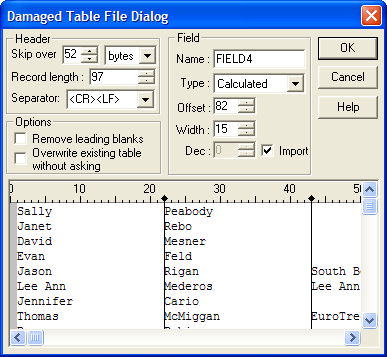 Damaged Table File Dialog
Header
Skip over 52 bytes
Record length : 97
Separator: <CR><LF>
Options
Remove leading blanks
Overwrite existing table
without asking
Field
Name : FIELD4
Type : Calculated
Offset : 82
Width : 15
Dec : 0 Import
OK
Cancel
Help
0 10 20 30 40 50
Sally Peabody
Janet Rebo
David Mesner
Evan Feld
Jason Rigan South B
Lee Ann Mederos Lee Ann
Jennifer Cario
Thomas McMiggan EuroTre